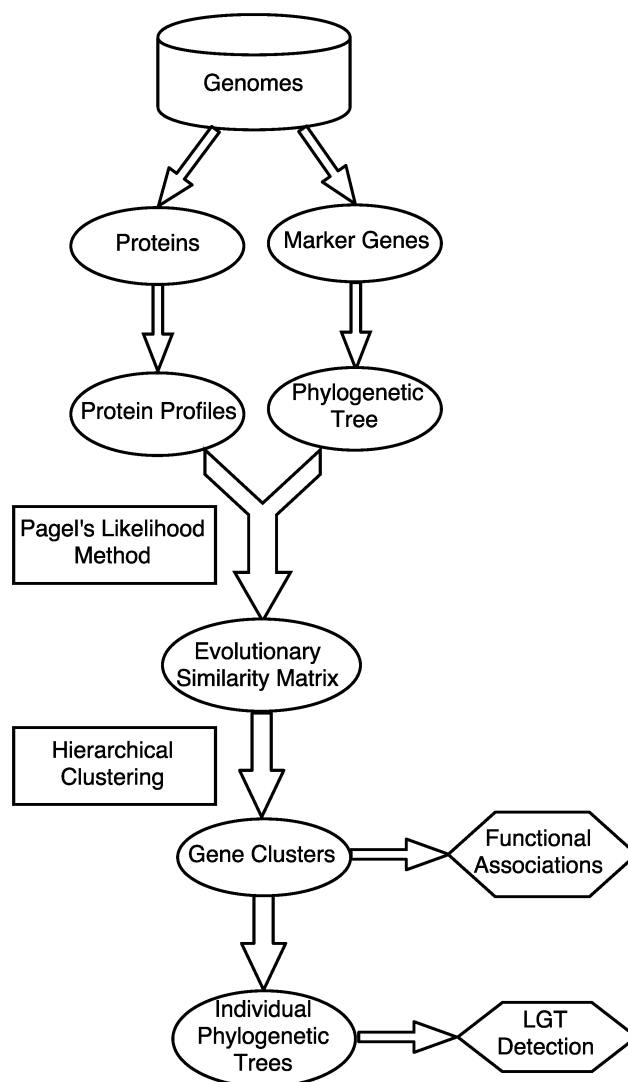 Genomes
Proteins
Marker Genes
Protein Profiles
Phylogenetic
Tree
Pagel's Likelihood
Method
Evolutionary
Similarity Matrix
Hierarchical
Clustering
Gene Clusters
Functional
Associations
Individual
Phylogenetic
Trees
LGT
Detection